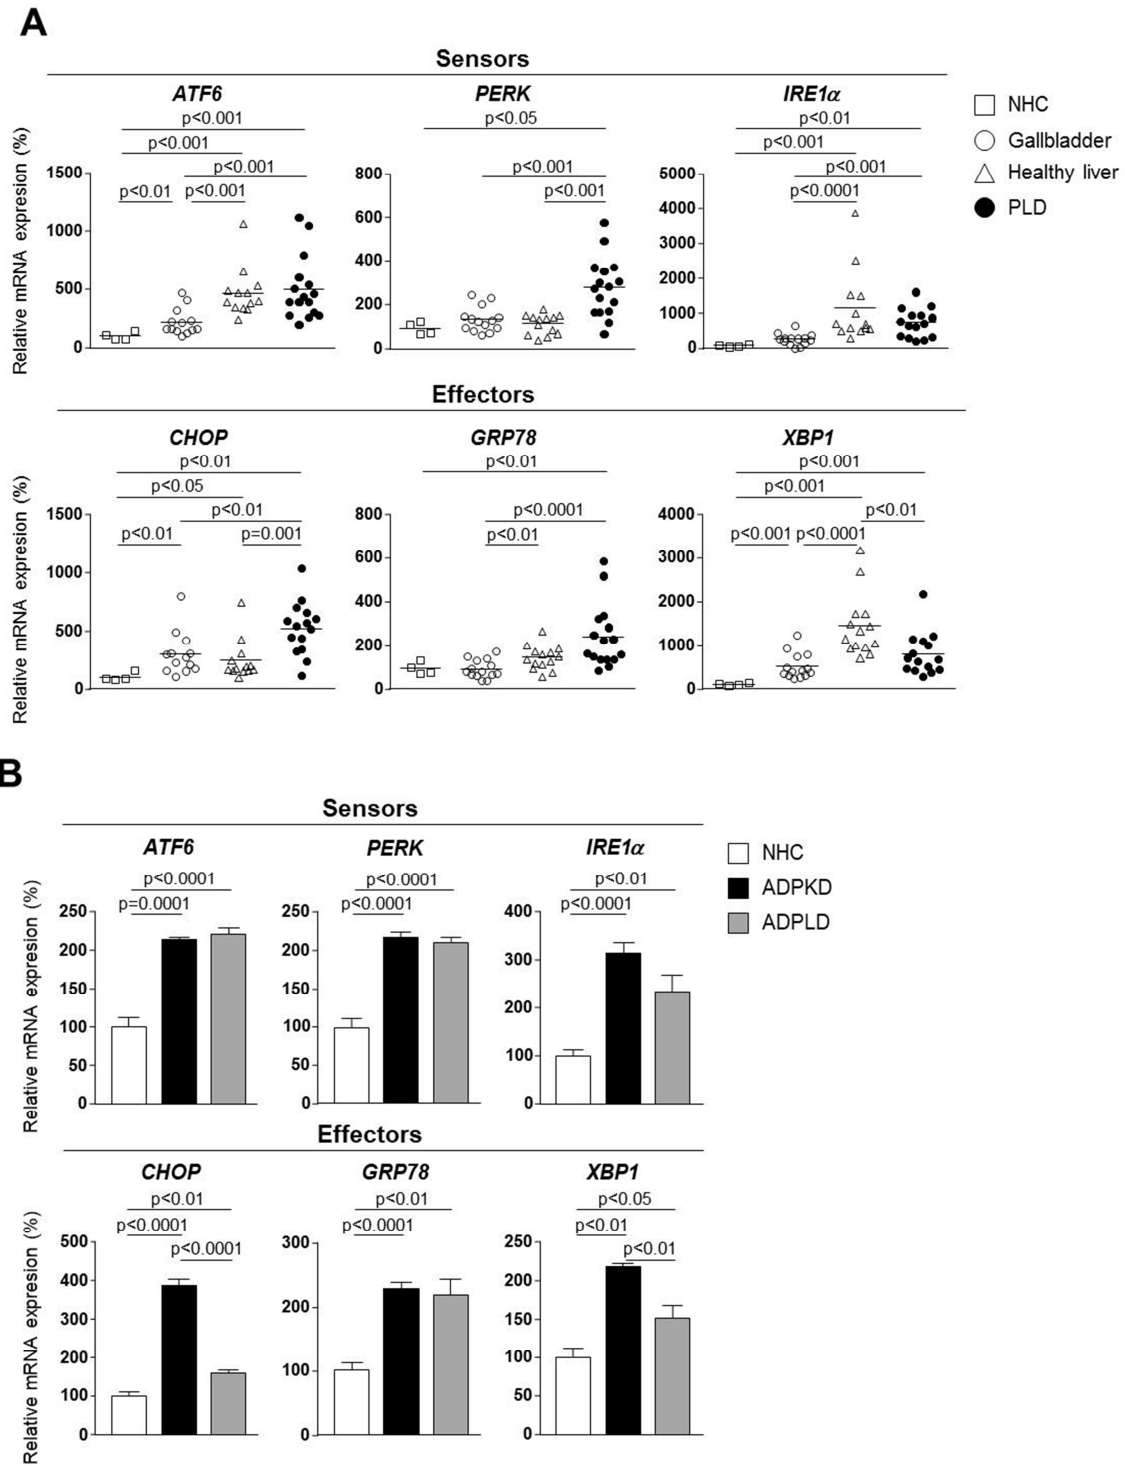 A
Sensors
ATF6 PERK IRE1α
p<0.001 p<0.05 p<0.01
p<0.001 p<0.001
p<0.001 p<0.001 p<0.001
p<0.01 p<0.001 p<0.001 p<0.0001
NHC
Gallbladder
Healthy liver
PLD
Relative mRNA expresion (%)
1500 800 5000
4000
1000 600 3000
400 2000
500 200 1000
0 0 0
Effectors
CHOP GRP78 XBP1
p<0.01 p<0.01 p<0.001
p<0.05 p<0.001
p<0.01 p<0.0001 p<0.01
p<0.01 p=0.001 p<0.01 p<0.001 p<0.0001
Relative mRNA expresion (%)
1500 800 4000
1000 600 3000
400 2000
500 200 1000
0 0 0
B
Sensors
ATF6 PERK IRE1α
NHC
ADPKD
ADPLD
p<0.0001 p<0.0001 p<0.01
p=0.0001 p<0.0001 p<0.0001
Relative mRNA expresion (%)
250 250 400
200 200 300
150 150 200
100 100 100
50 50
0 0 0
Effectors
CHOP GRP78 XBP1
p<0.01 p<0.01 p<0.05
p<0.0001 p<0.0001 p<0.01
p<0.0001 p<0.01
Relative mRNA expresion (%)
500 300 250
400 200
300 200 150
200 100
100 100 50
0 0 0